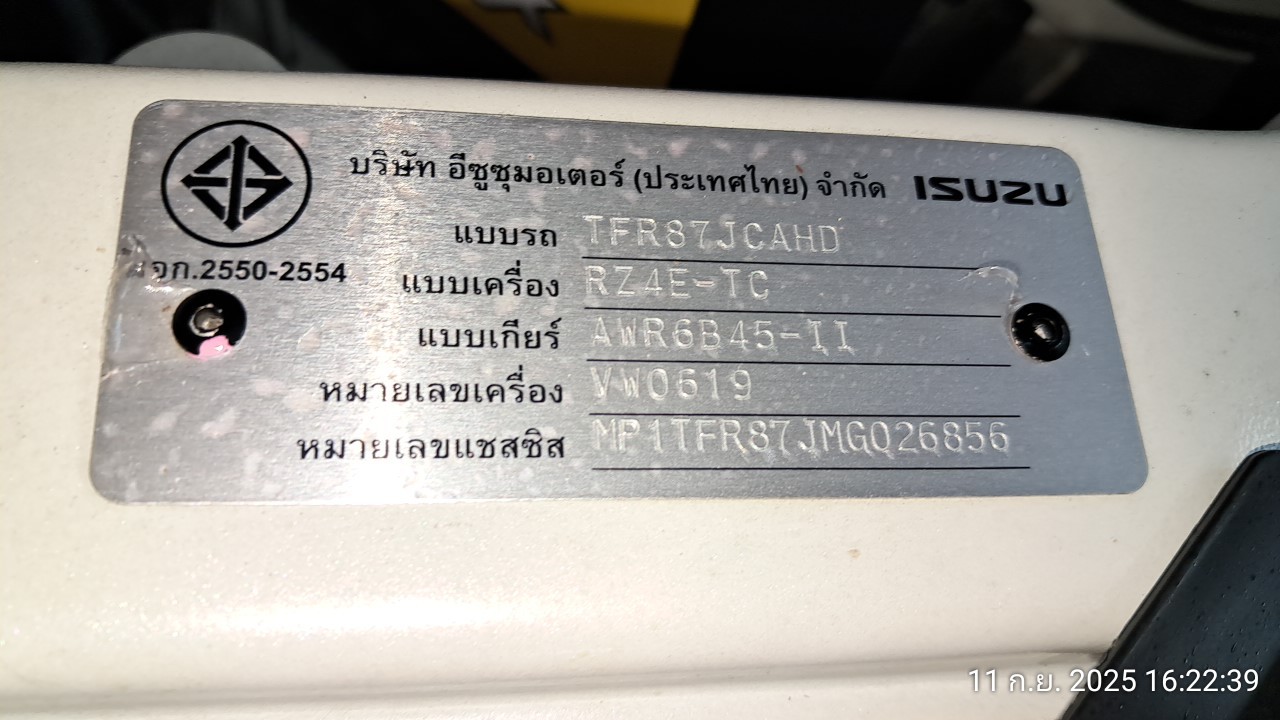 บริษัท อีซูซุมอเตอร์ (ประเทศไทย) จำกัด ISUZU
มอก.2550-2554
แบบรถ TFR87JCAHD
แบบเครื่อง RZ4E-TC
แบบเกียร์ AWR6B45-II
หมายเลขเครื่อง VW0619
หมายเลขแชสซิส MP1TFR87JMG026856
11 ก.ย. 2025 16:22:39